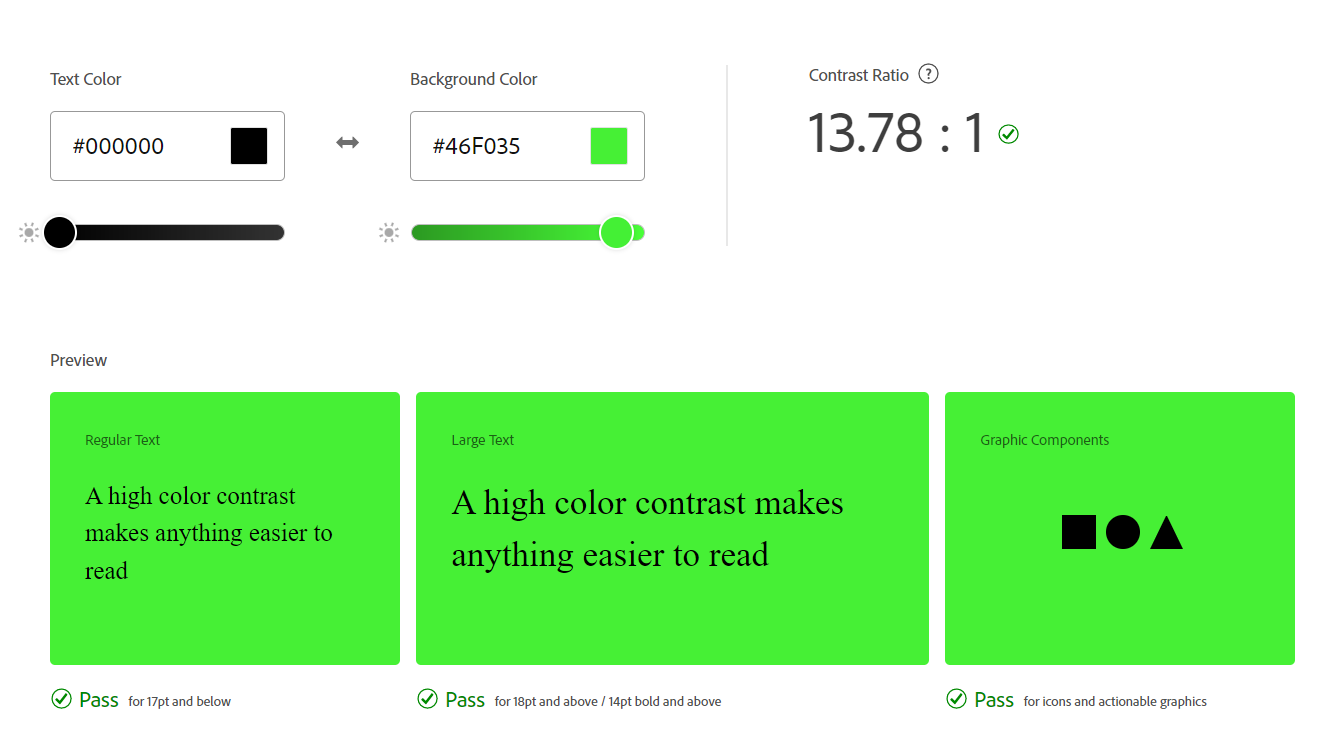 Text Color
Background Color
Contrast Ratio ?
#000000
#46F035
13.78 : 1
Preview
Regular Text
A high color contrast
makes anything easier to
read
Large Text
A high color contrast makes
anything easier to read
Graphic Components
Pass for 17pt and below
Pass for 18pt and above / 14pt bold and above
Pass for icons and actionable graphics